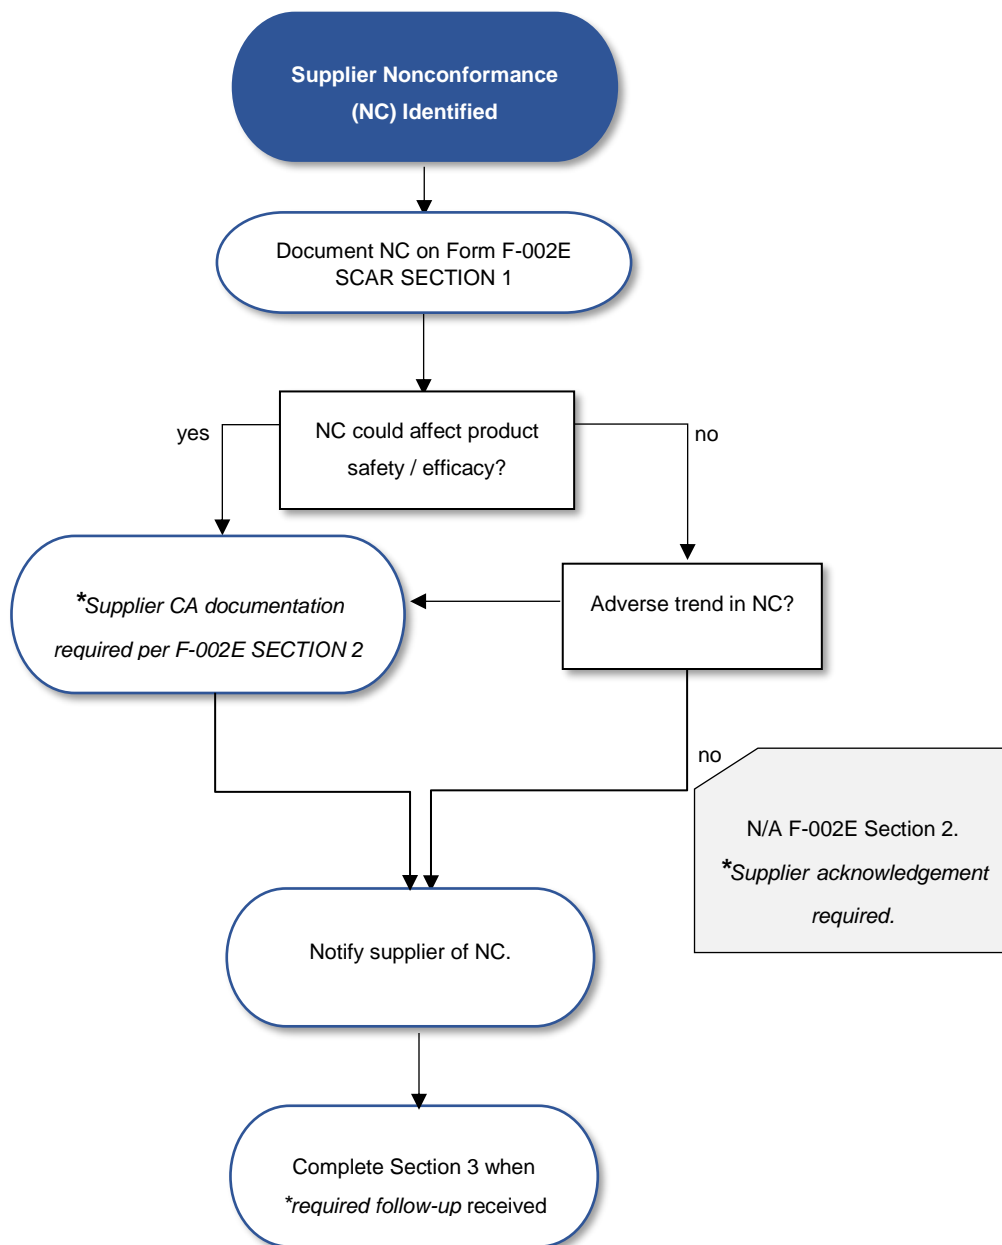 Supplier Nonconformance
(NC) Identified
Document NC on Form F-002E
SCAR SECTION 1
NC could affect product
safety / efficacy?
yes
no
*Supplier CA documentation
required per F-002E SECTION 2
Adverse trend in NC?
no
N/A F-002E Section 2.
*Supplier acknowledgement
required.
Notify supplier of NC.
Complete Section 3 when
*required follow-up received